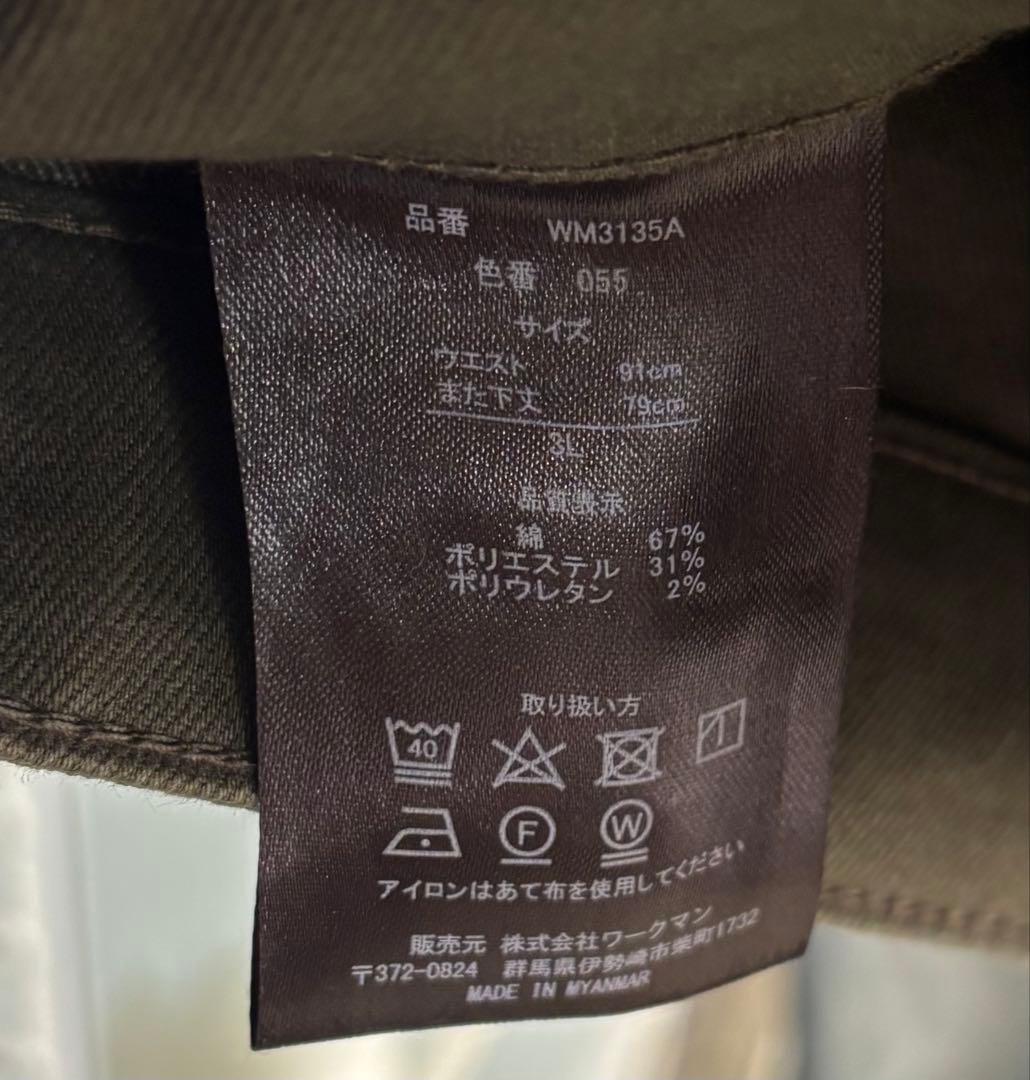 品番 WM3135A
色番 055
サイズ
ウエスト 91cm
また下丈 79cm
3L
品質表示
綿 67%
ポリエステル 31%
ポリウレタン 2%
取り扱い方
40
F W
アイロンはあて布を使用してください
販売元 株式会社ワークマン
〒372-0824 群馬県伊勢崎市柴町1732
MADE IN MYANMAR